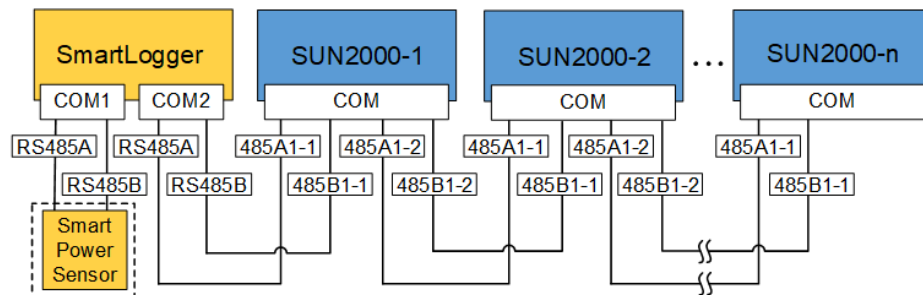 SmartLogger
SUN2000-1
SUN2000-2
...
SUN2000-n
COM1
COM2
COM
COM
COM
RS485A
RS485A
485A1-1
485A1-2
485A1-1
485A1-2
485A1-1
RS485B
RS485B
485B1-1
485B1-2
485B1-1
485B1-2
485B1-1
Smart
Power
Sensor